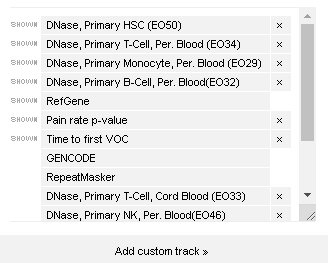 SHOWN DNase, Primary HSC (EO50) ×
SHOWN DNase, Primary T-Cell, Per. Blood (EO34) ×
SHOWN DNase, Primary Monocyte, Per. Blood (EO29) ×
SHOWN DNase, Primary B-Cell, Per. Blood(EO32) ×
RefGene
SHOWN Pain rate p-value ×
SHOWN Time to first VOC ×
GENCODE
RepeatMasker
DNase, Primary T-Cell, Cord Blood (EO33) ×
DNase, Primary NK, Per. Blood(EO46) ×
Add custom track »